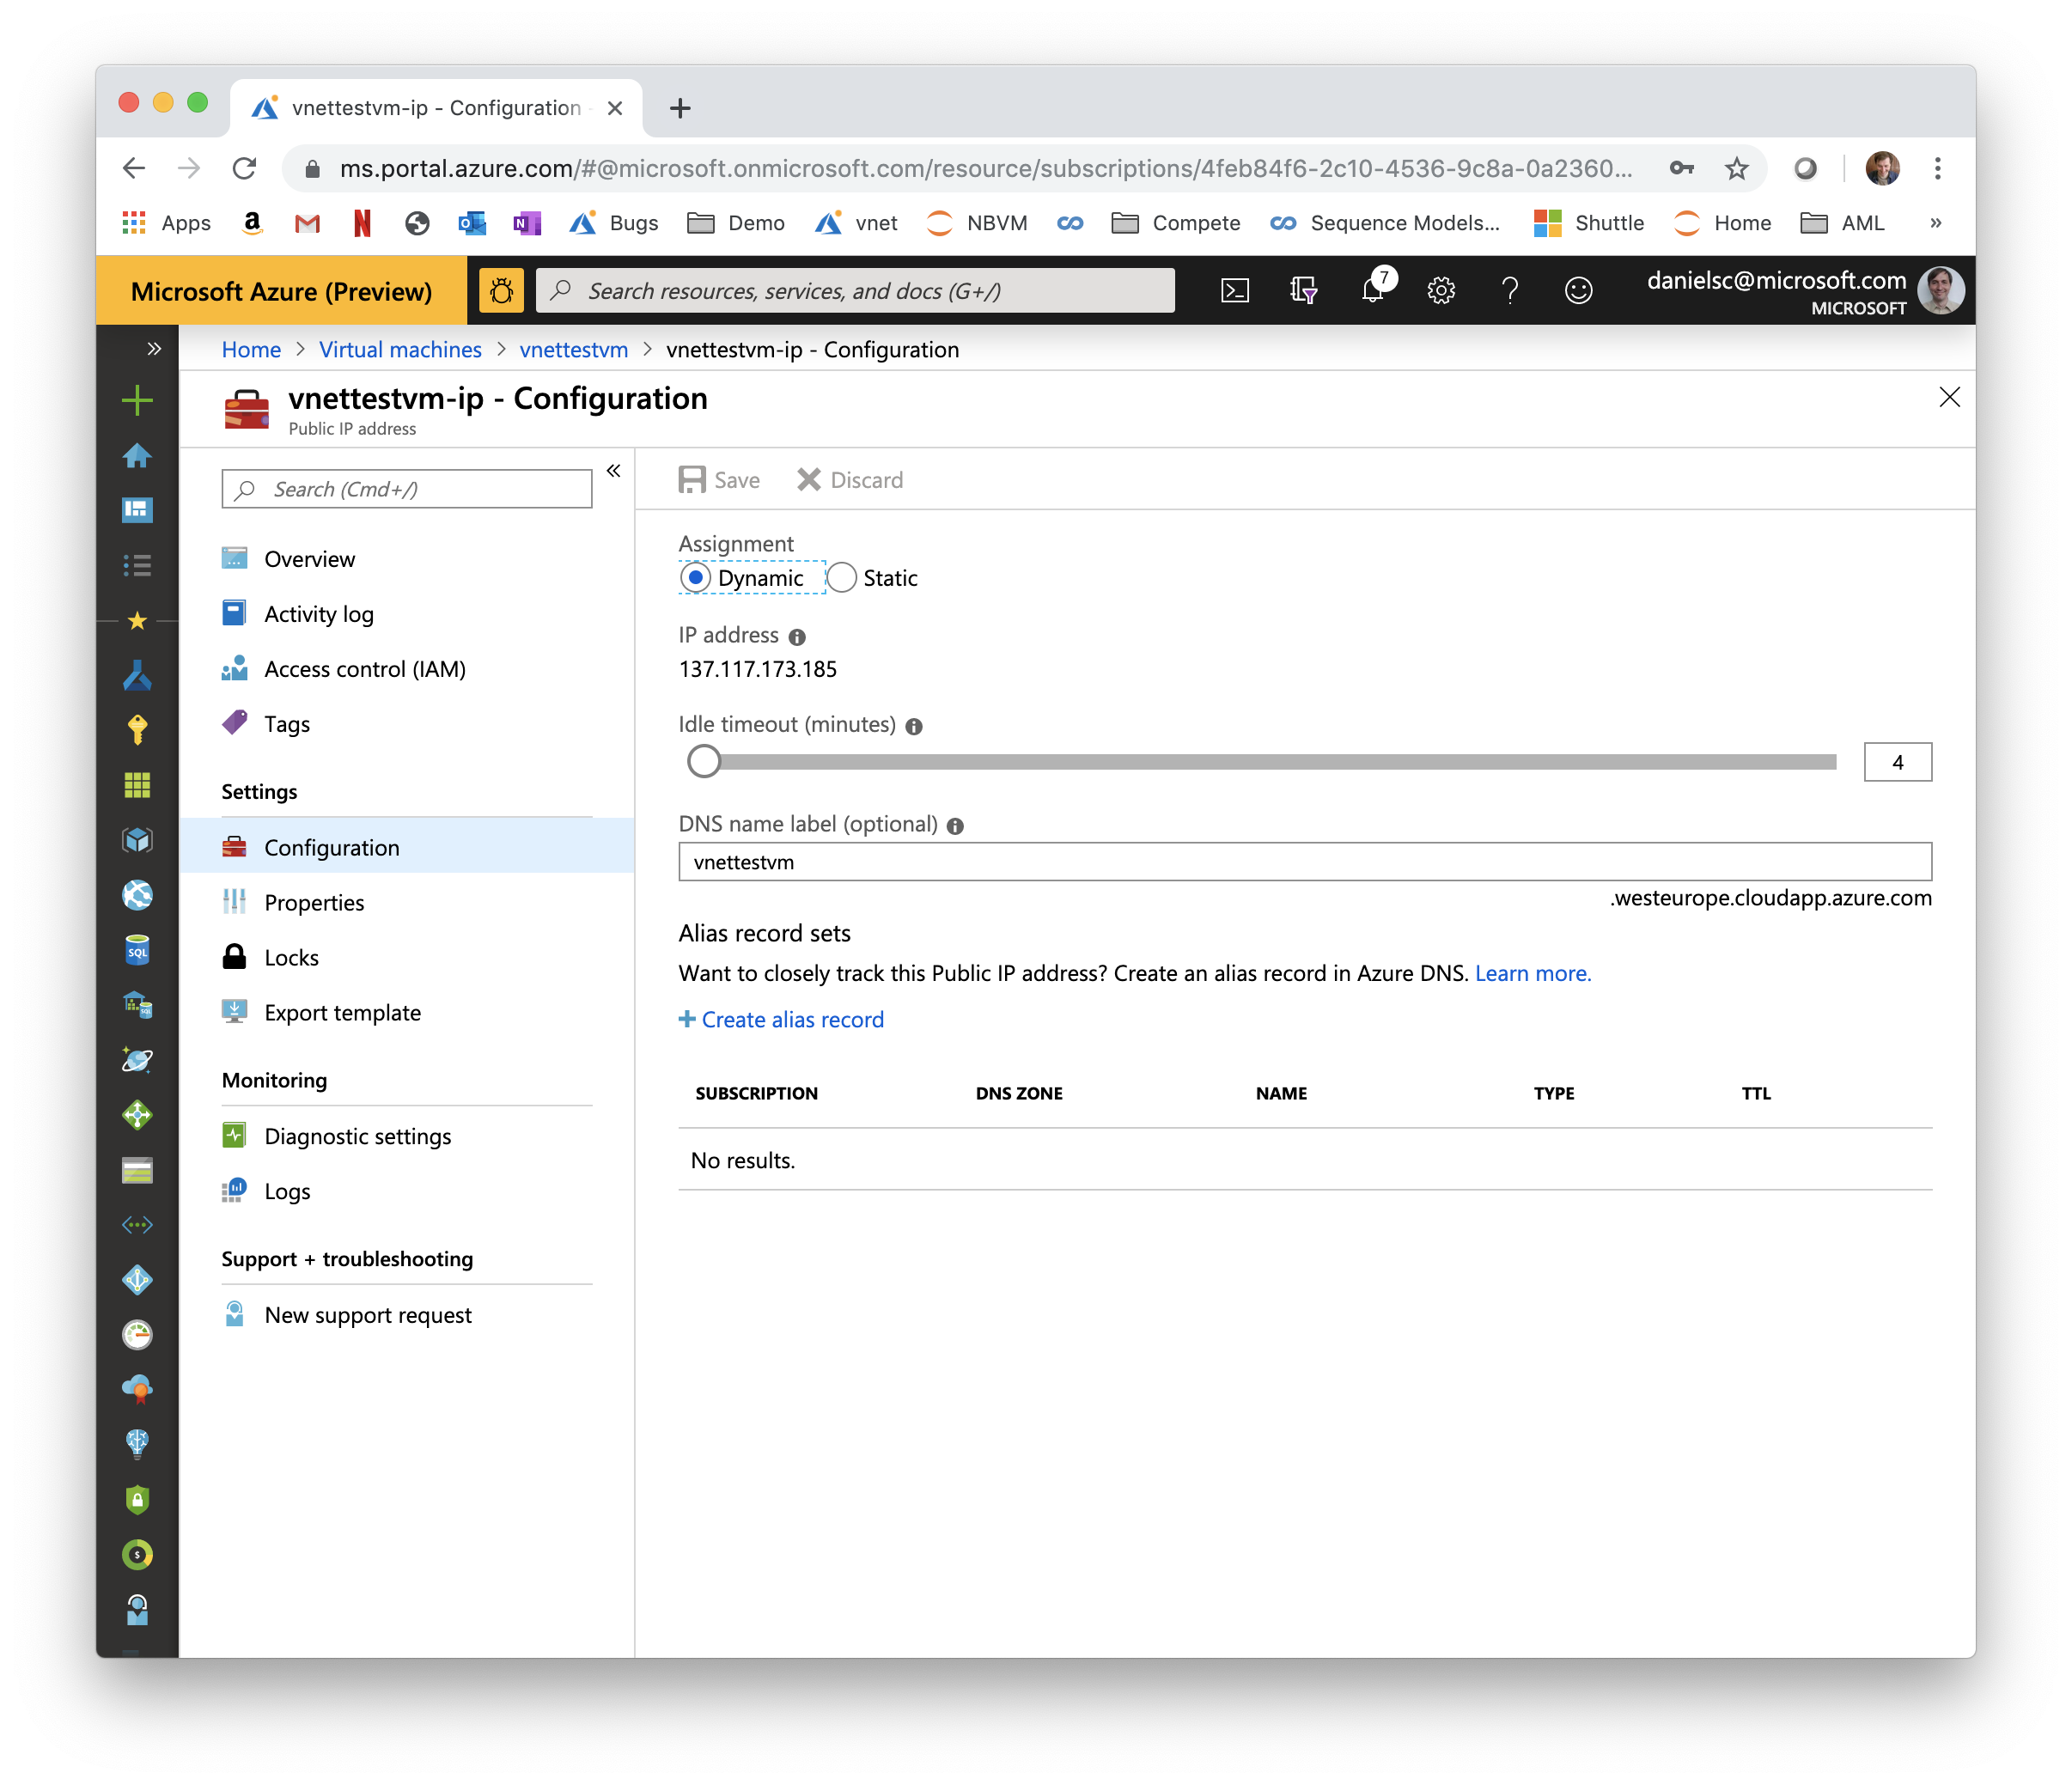 vnettestvm-ip - Configuration -
ms.portal.azure.com/#@microsoft.onmicrosoft.com/resource/subscriptions/4feb84f6-2c10-4536-9c8a-0a2360...
Apps Bugs Demo vnet NBVM Compete Sequence Models... Shuttle Home AML »
Microsoft Azure (Preview) Search resources, services, and docs (G+/) 7 danielsc@microsoft.com
MICROSOFT
Home > Virtual machines > vnettestvm > vnettestvm-ip - Configuration
vnettestvm-ip - Configuration
Public IP address
Search (Cmd+/)
Overview
Activity log
Access control (IAM)
Tags
Settings
Configuration
Properties
Locks
Export template
Monitoring
Diagnostic settings
Logs
Support + troubleshooting
New support request
Save Discard
Assignment
Dynamic Static
IP address
137.117.173.185
Idle timeout (minutes)
4
DNS name label (optional)
vnettestvm
.westeurope.cloudapp.azure.com
Alias record sets
Want to closely track this Public IP address? Create an alias record in Azure DNS. Learn more.
+ Create alias record
SUBSCRIPTION DNS ZONE NAME TYPE TTL
No results.